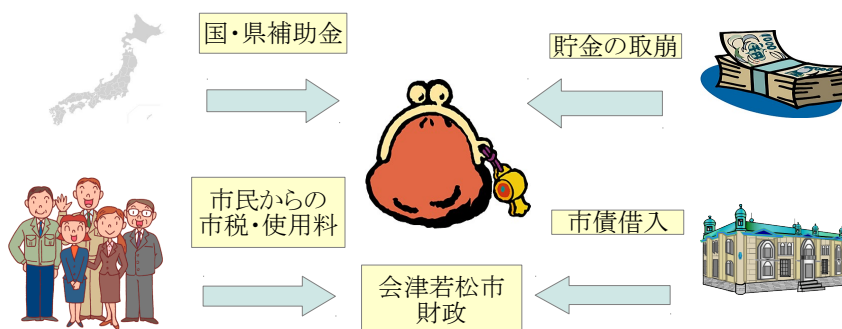 国・県補助金
貯金の取崩
市民からの
市税・使用料
市債借入
会津若松市
財政